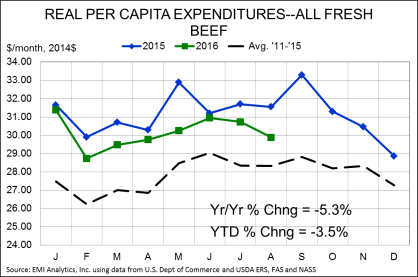 REAL PER CAPITA EXPENDITURES--ALL FRESH
BEEF
$/month, 2014$
2015 2016 Avg. '11-'15
34.00
33.00
32.00
31.00
30.00
29.00
28.00
27.00
26.00
25.00
24.00
Yr/Yr % Chng = -5.3%
YTD % Chng = -3.5%
J F M A M J J A S O N D
Source: EMI Analytics, Inc. using data from U.S. Dept of Commerce and USDA ERS, FAS and NASS